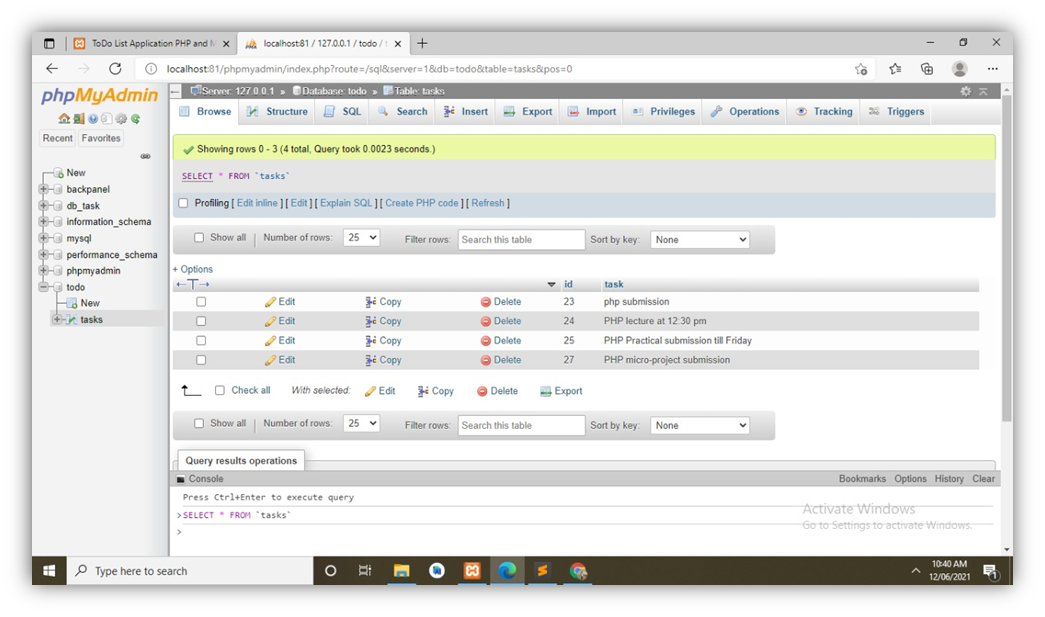 ToDo List Application PHP and M
localhost:81 / 127.0.0.1 / todo / t
localhost:81/phpmyadmin/index.php?route=/sql&server=1&db=todo&table=tasks&pos=0
phpMyAdmin
Recent Favorites
New
backpanel
db_task
information_schema
mysql
performance_schema
phpmyadmin
todo
New
tasks
Server: 127.0.0.1 » Database: todo » Table: tasks
Browse Structure SQL Search Insert Export Import Privileges Operations Tracking Triggers
Showing rows 0 - 3 (4 total, Query took 0.0023 seconds.)
SELECT * FROM `tasks`
Profiling [ Edit inline ] [ Edit ] [ Explain SQL ] [ Create PHP code ] [ Refresh ]
Show all | Number of rows: 25 Filter rows: Search this table Sort by key: None
+ Options
←T→ id task
Edit Copy Delete 23 php submission
Edit Copy Delete 24 PHP lecture at 12:30 pm
Edit Copy Delete 25 PHP Practical submission till Friday
Edit Copy Delete 27 PHP micro-project submission
Check all With selected: Edit Copy Delete Export
Show all | Number of rows: 25 Filter rows: Search this table Sort by key: None
Query results operations
Console Bookmarks Options History Clear
Press Ctrl+Enter to execute query
>SELECT * FROM `tasks`
>
Activate Windows
Go to Settings to activate Windows.
Type here to search
10:40 AM
12/06/2021
1